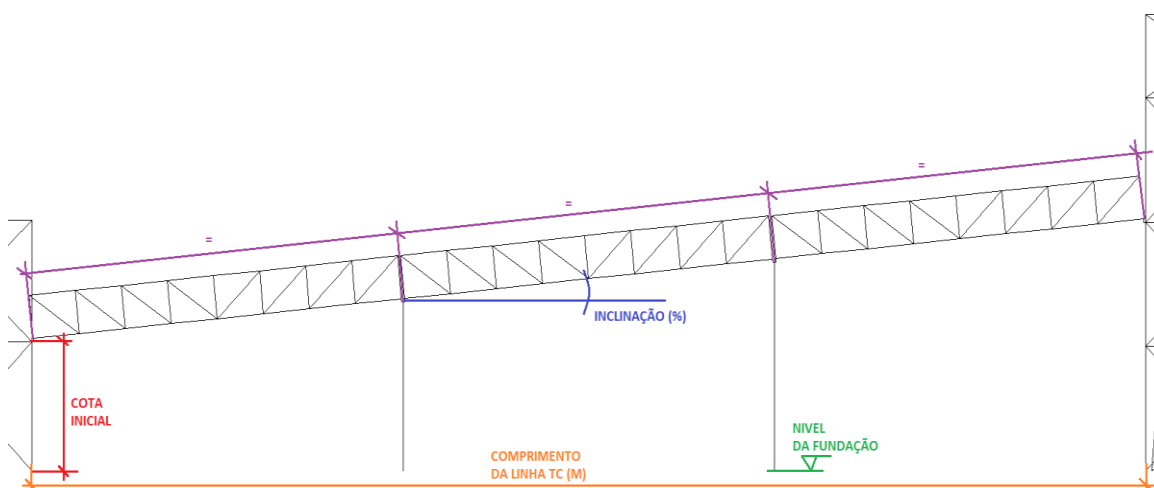 =
=
=
INCLINAÇÃO (%)
COTA
INICIAL
NIVEL
DA FUNDAÇÃO
COMPRIMENTO
DA LINHA TC (M)